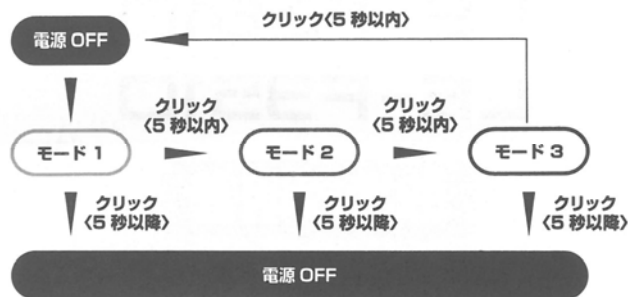 クリック〈5 秒以内〉
電源 OFF
クリック
〈5 秒以内〉
クリック
〈5 秒以内〉
モード 1
モード 2
モード 3
クリック
〈5 秒以降〉
クリック
〈5 秒以降〉
クリック
〈5 秒以降〉
電源 OFF